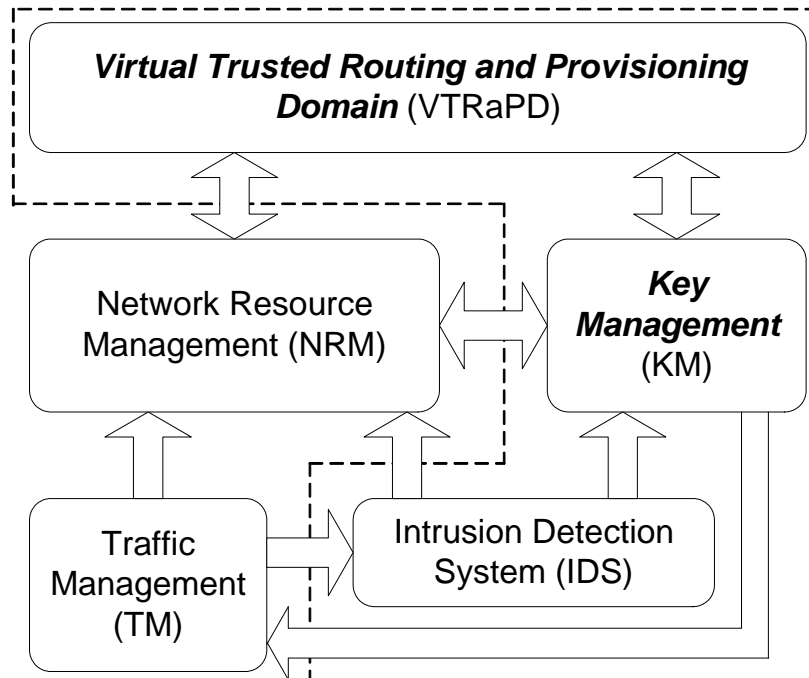 Virtual Trusted Routing and Provisioning
Domain (VTRaPD)
Network Resource
Management (NRM)
Key
Management
(KM)
Traffic
Management
(TM)
Intrusion Detection
System (IDS)